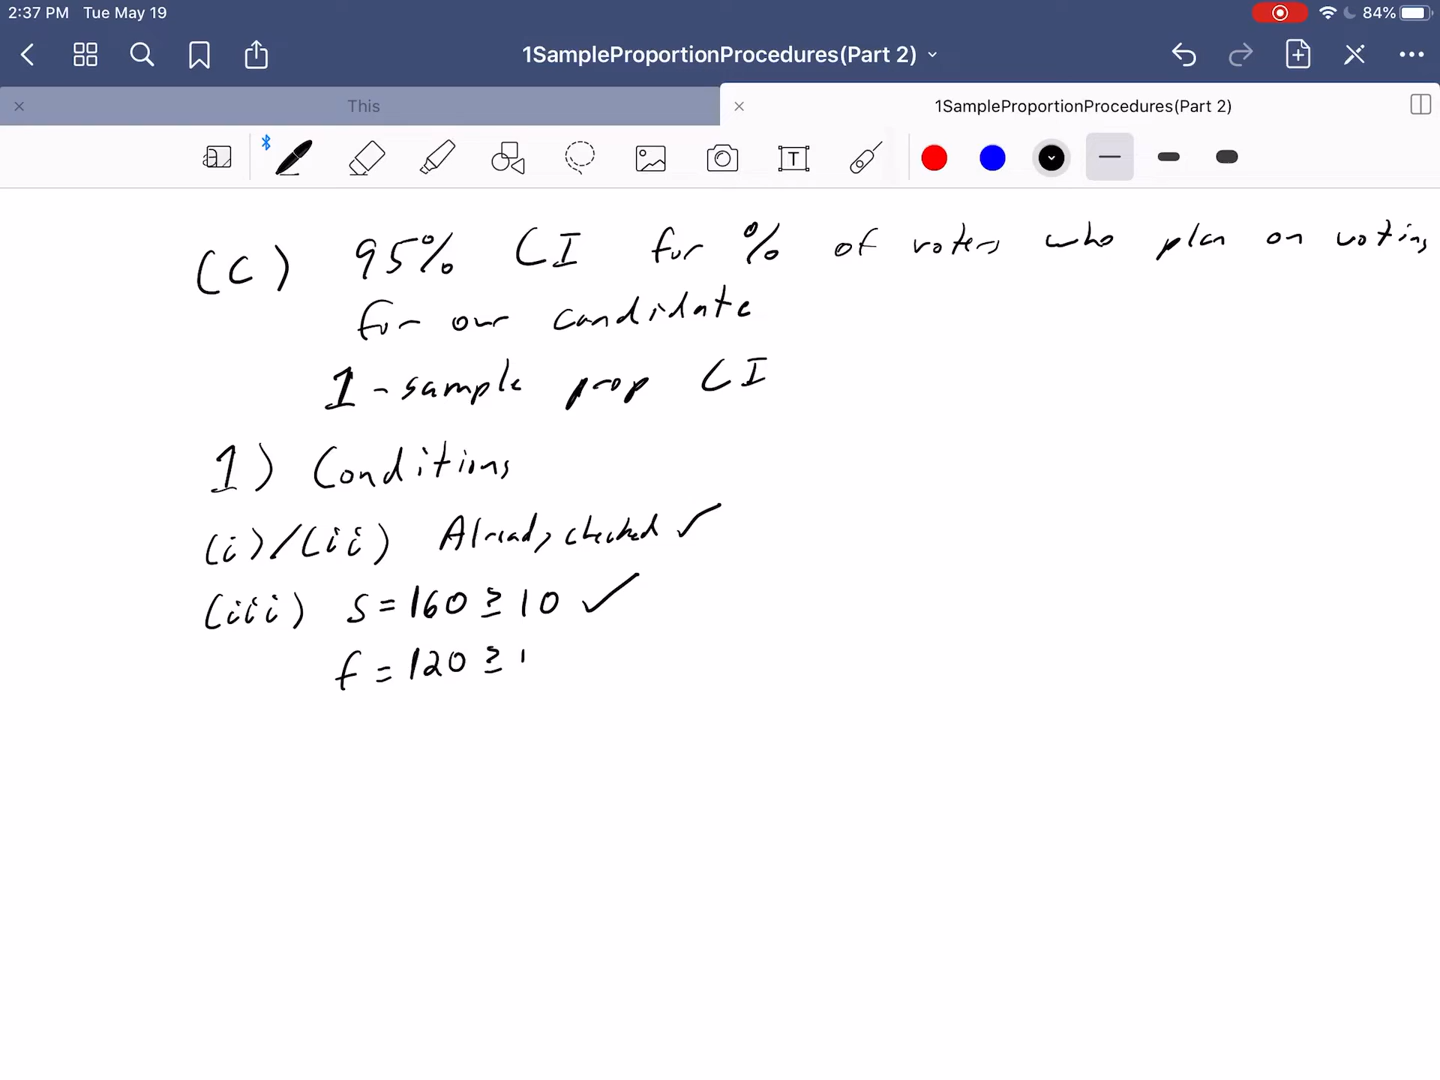 2:37 PM Tue May 19
84%
1SampleProportionProcedures(Part 2)
This
1SampleProportionProcedures(Part 2)
(c) 95% CI for % of voters who plan on voting
for our candidate
1-sample prop CI
1) Conditions
(i)/(ii) Already checked ✓
(iii) s = 160 ≥ 10 ✓
f = 120 ≥ 1